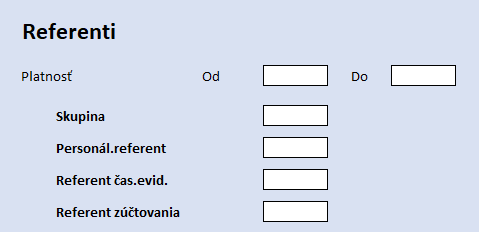 Referenti
Platnosť Od Do
Skupina
Personál.referent
Referent čas.evid.
Referent zúčtovania